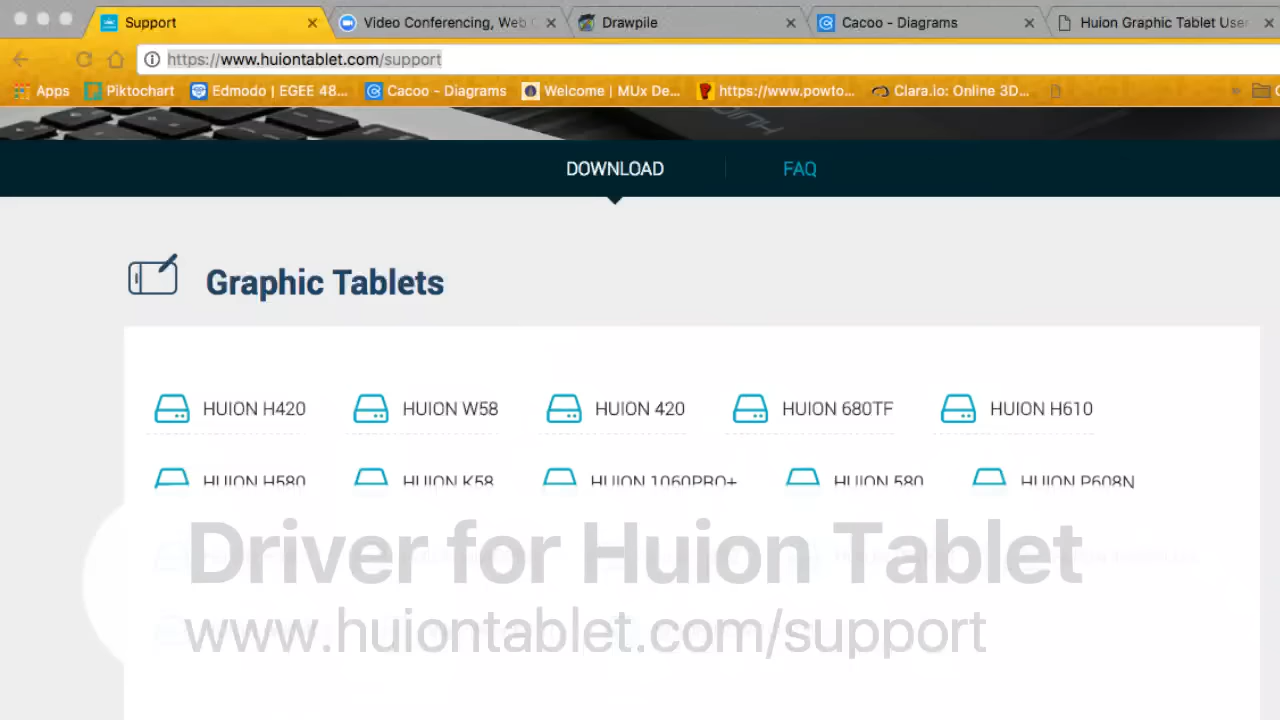 Support
Video Conferencing, Web C
Drawpile
Cacoo - Diagrams
Huion Graphic Tablet User
https://www.huiontablet.com/support
Apps
Piktochart
Edmodo | EGEE 48...
Cacoo - Diagrams
Welcome | MUx De...
https://www.powto...
Clara.io: Online 3D...
HUION
DOWNLOAD
FAQ
Graphic Tablets
HUION H420
HUION W58
HUION 420
HUION 680TF
HUION H610
HUION H580
HUION K58
HUION 1060PRO+
HUION 580
HUION P608N
Driver for Huion Tablet
www.huiontablet.com/support